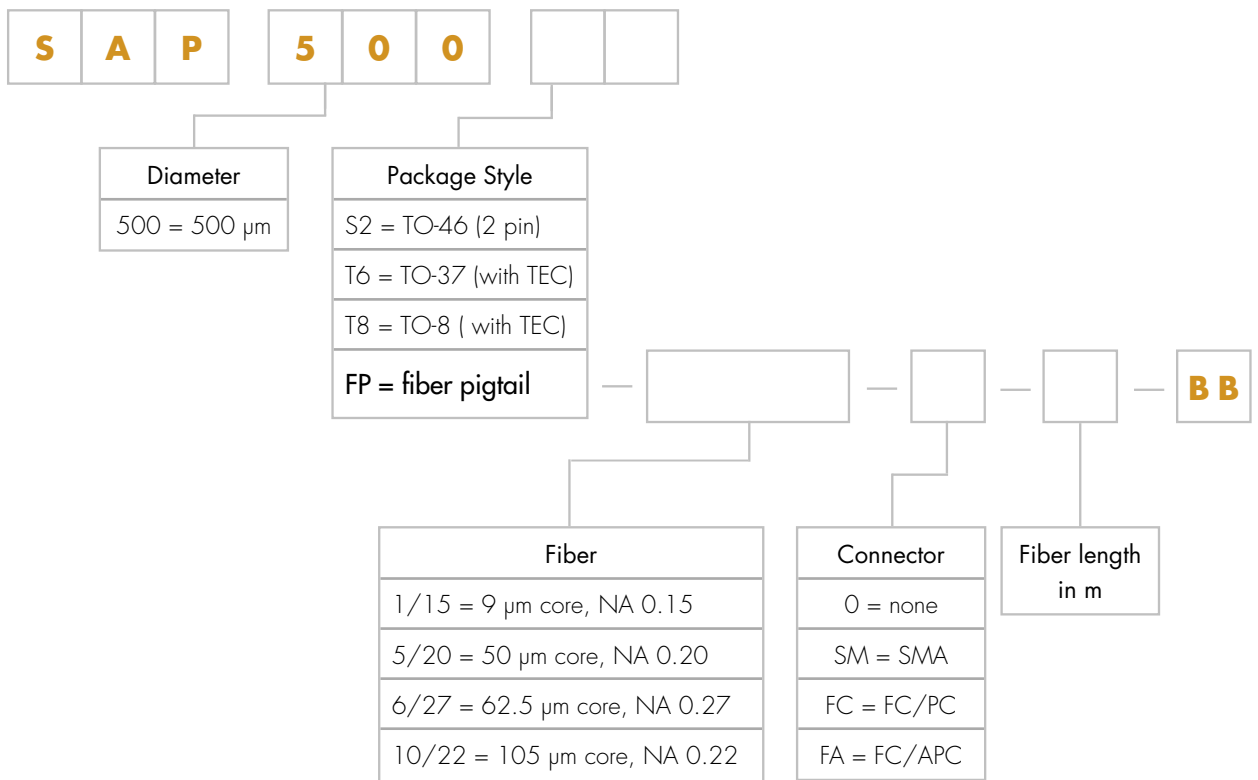 S A P 5 0 0
Diameter
500 = 500 µm
Package Style
S2 = TO-46 (2 pin)
T6 = TO-37 (with TEC)
T8 = TO-8 ( with TEC)
FP = fiber pigtail
— — — — BB
Fiber
1/15 = 9 µm core, NA 0.15
5/20 = 50 µm core, NA 0.20
6/27 = 62.5 µm core, NA 0.27
10/22 = 105 µm core, NA 0.22
Connector
0 = none
SM = SMA
FC = FC/PC
FA = FC/APC
Fiber length
in m